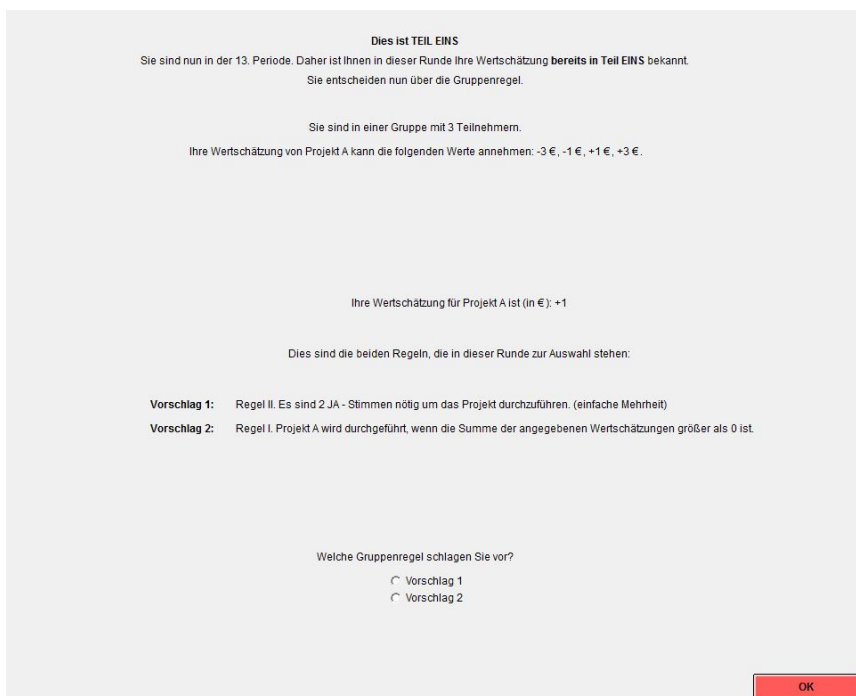 Dies ist TEIL EINS
Sie sind nun in der 13. Periode. Daher ist Ihnen in dieser Runde Ihre Wertschätzung bereits in Teil EINS bekannt.
Sie entscheiden nun über die Gruppenregel.
Sie sind in einer Gruppe mit 3 Teilnehmern.
Ihre Wertschätzung von Projekt A kann die folgenden Werte annehmen: -3 €, -1 €, +1 €, +3 €.
Ihre Wertschätzung für Projekt A ist (in €): +1
Dies sind die beiden Regeln, die in dieser Runde zur Auswahl stehen:
Vorschlag 1: Regel II. Es sind 2 JA - Stimmen nötig um das Projekt durchzuführen. (einfache Mehrheit)
Vorschlag 2: Regel I. Projekt A wird durchgeführt, wenn die Summe der angegebenen Wertschätzungen größer als 0 ist.
Welche Gruppenregel schlagen Sie vor?
Vorschlag 1
Vorschlag 2
OK